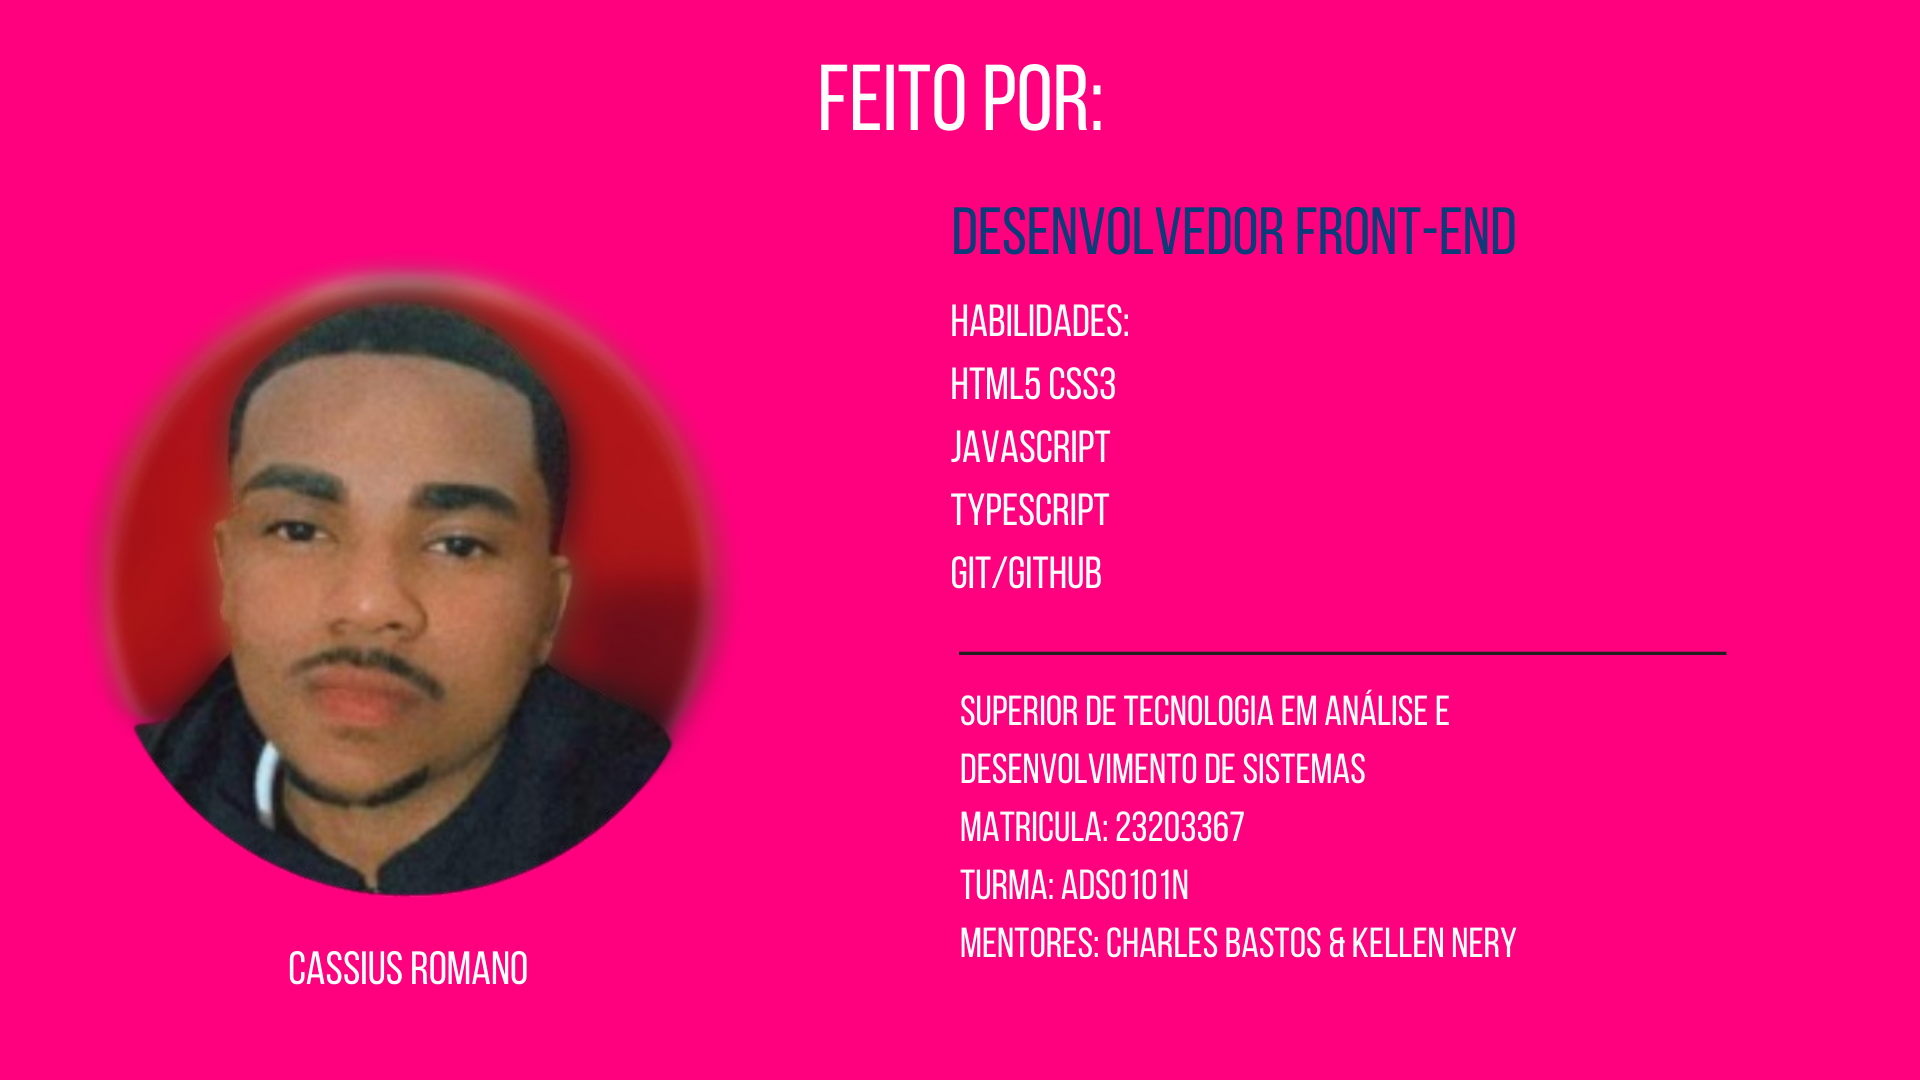 FEITO POR:
DESENVOLVEDOR FRONT-END
HABILIDADES:
HTML5 CSS3
JAVASCRIPT
TYPESCRIPT
GIT/GITHUB
SUPERIOR DE TECNOLOGIA EM ANÁLISE E
DESENVOLVIMENTO DE SISTEMAS
MATRICULA: 23203367
TURMA: ADS0101N
MENTORES: CHARLES BASTOS & KELLEN NERY
CASSIUS ROMANO